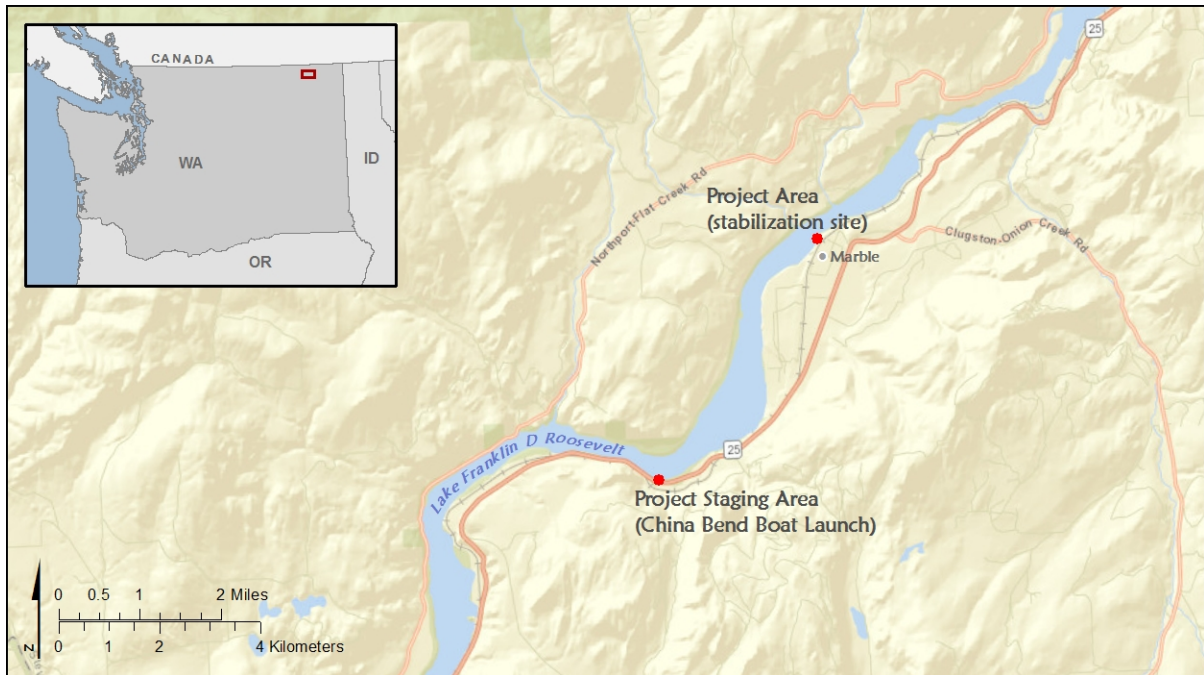 CANADA
WA
ID
OR
25
Northport-Flat Creek Rd
Project Area
(stabilization site)
Clugston-Onion Creek Rd
Marble
Lake Franklin D Roosevelt
25
Project Staging Area
(China Bend Boat Launch)
0 0.5 1 2 Miles
0 1 2 4 Kilometers
N